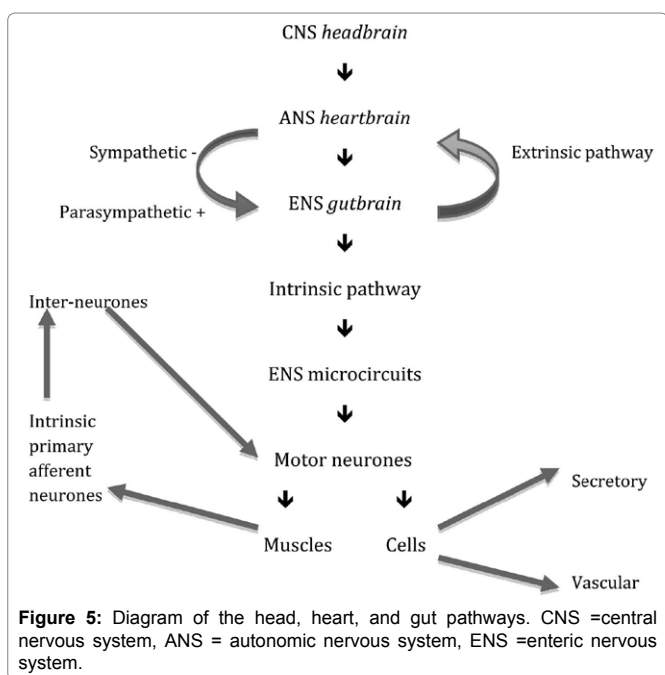 CNS headbrain
ANS heartbrain
Sympathetic -
Extrinsic pathway
Parasympathetic +
ENS gutbrain
Intrinsic pathway
Inter-neurones
ENS microcircuits
Intrinsic
primary
afferent
neurones
Motor neurones
Secretory
Muscles
Cells
Vascular
Figure 5: Diagram of the head, heart, and gut pathways. CNS =central
nervous system, ANS = autonomic nervous system, ENS =enteric nervous
system.